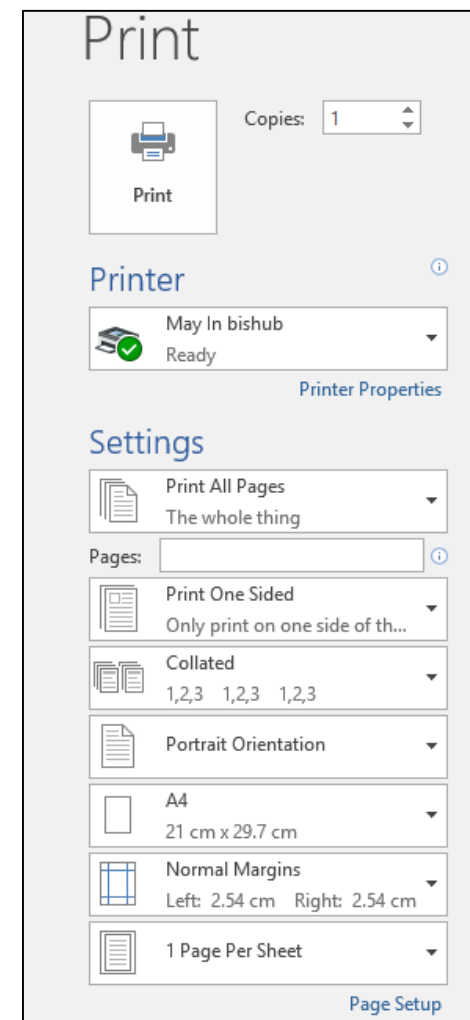 Print
Copies: 1
Print
Printer
May In bishub
Ready
Printer Properties
Settings
Print All Pages
The whole thing
Pages:
Print One Sided
Only print on one side of th...
Collated
1,2,3 1,2,3 1,2,3
Portrait Orientation
A4
21 cm x 29.7 cm
Normal Margins
Left: 2.54 cm Right: 2.54 cm
1 Page Per Sheet
Page Setup